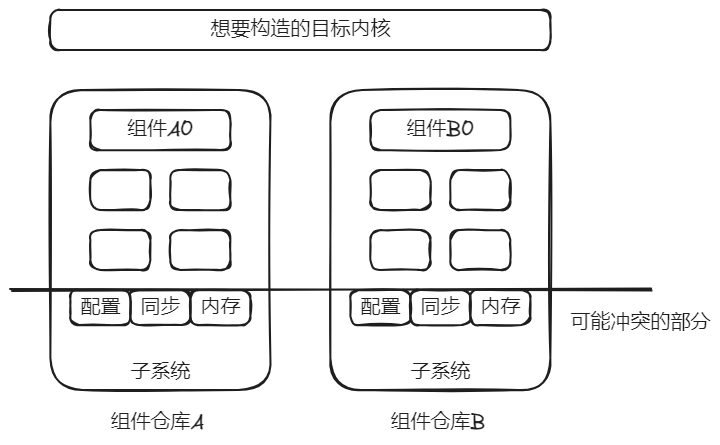 想要构造的目标内核
组件A0
组件B0
配置 同步 内存
配置 同步 内存
可能冲突的部分
子系统
子系统
组件仓库A
组件仓库B